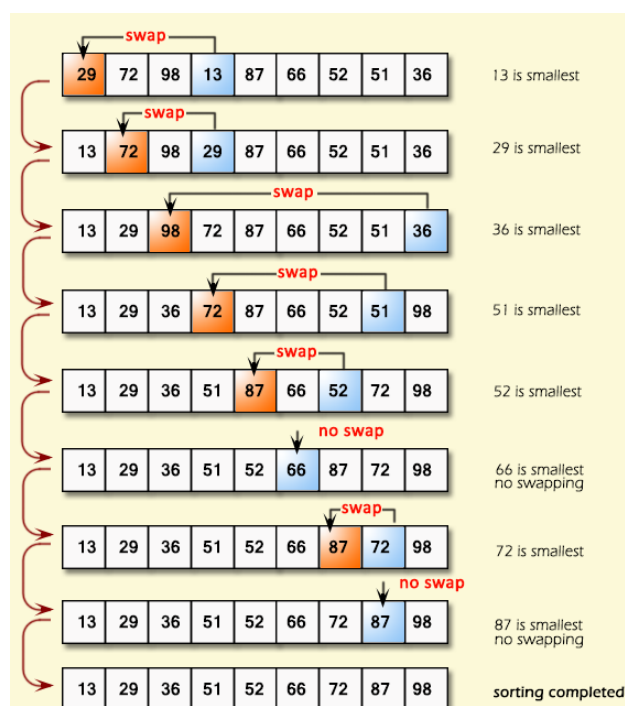 swap
29 72 98 13 87 66 52 51 36
13 is smallest
swap
13 72 98 29 87 66 52 51 36
29 is smallest
swap
13 29 98 72 87 66 52 51 36
36 is smallest
swap
13 29 36 72 87 66 52 51 98
51 is smallest
swap
13 29 36 51 87 66 52 72 98
52 is smallest
no swap
13 29 36 51 52 66 87 72 98
66 is smallest
no swapping
swap
13 29 36 51 52 66 87 72 98
72 is smallest
no swap
13 29 36 51 52 66 72 87 98
87 is smallest
no swapping
13 29 36 51 52 66 72 87 98
sorting completed